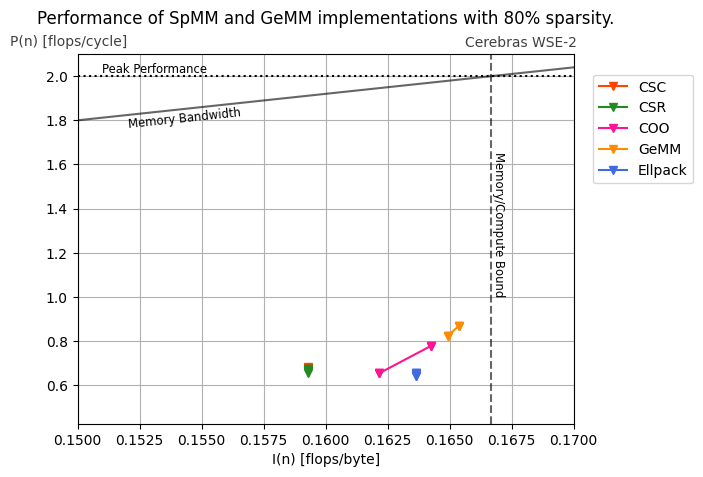 Performance of SpMM and GeMM implementations with 80% sparsity.
P(n) [flops/cycle]
Cerebras WSE-2
Peak Performance
Memory Bandwidth
Memory/Compute Bound
2.0
1.8
1.6
1.4
1.2
1.0
0.8
0.6
0.1500
0.1525
0.1550
0.1575
0.1600
0.1625
0.1650
0.1675
0.1700
I(n) [flops/byte]
CSC
CSR
COO
GeMM
Ellpack